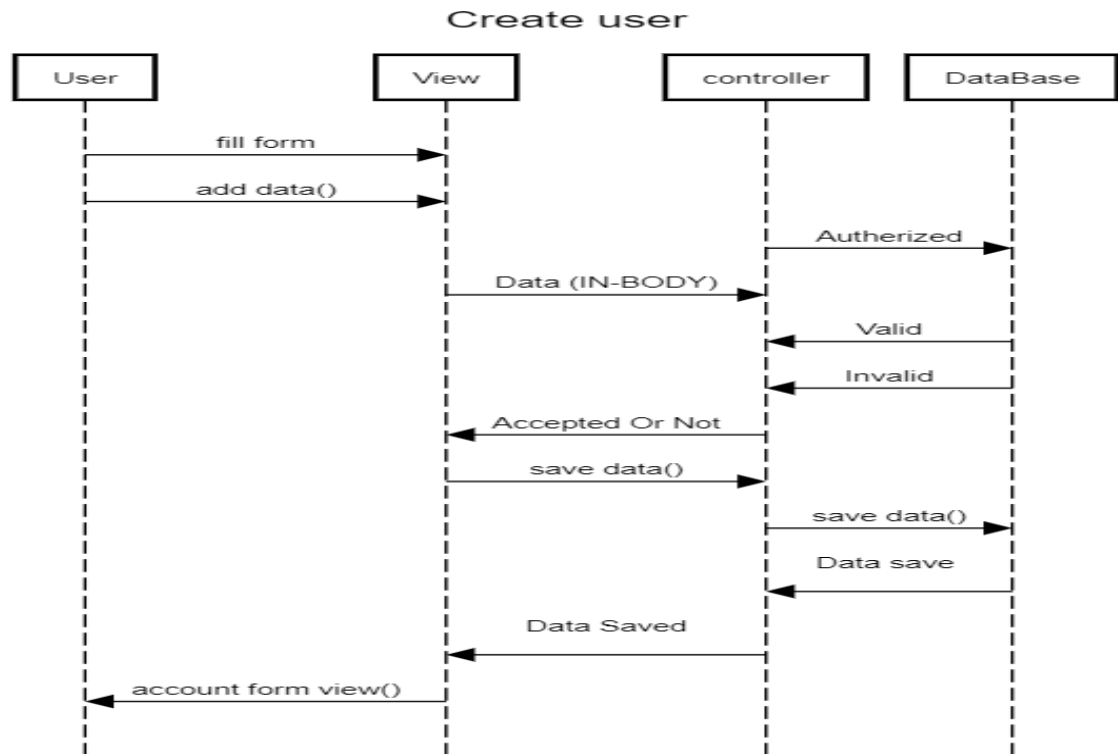 Create user
User
View
controller
DataBase
fill form
add data()
Autherized
Data (IN-BODY)
Valid
Invalid
Accepted Or Not
save data()
save data()
Data save
Data Saved
account form view()